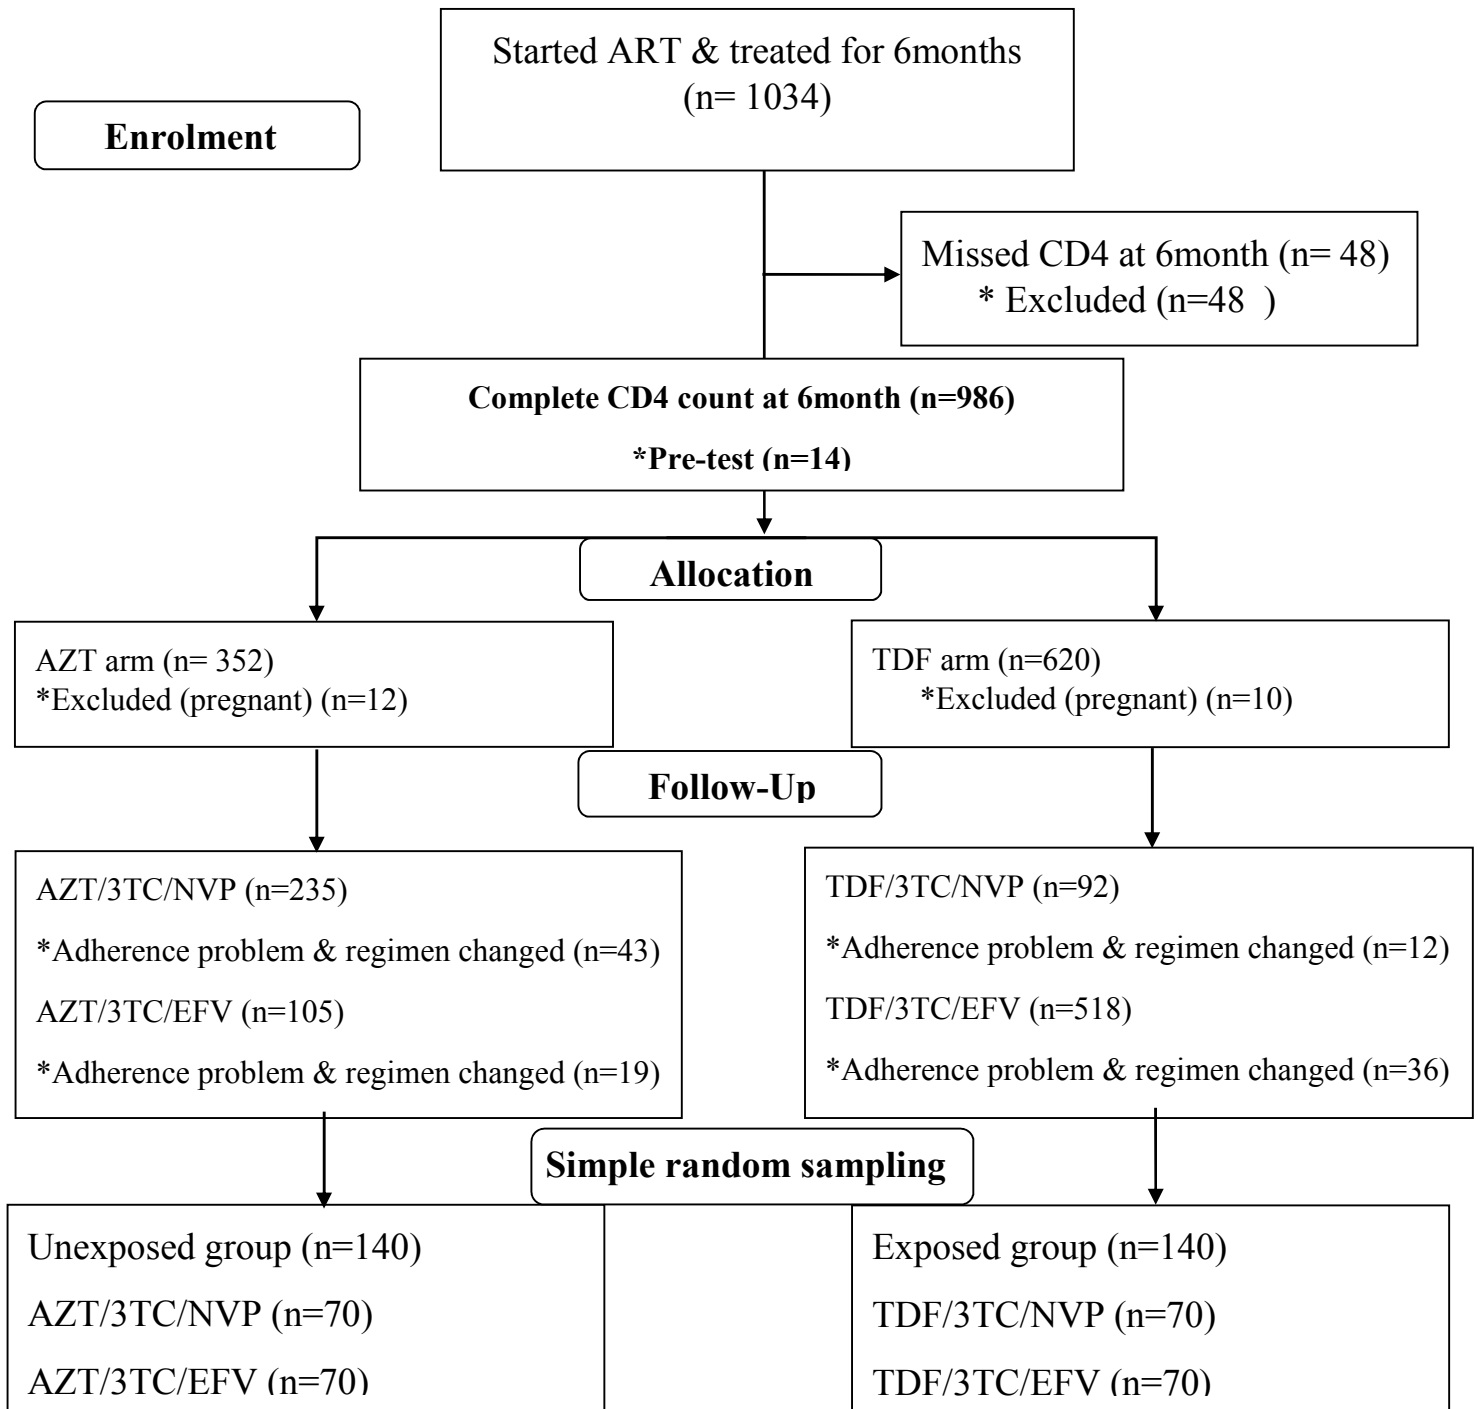 Started ART & treated for 6months
(n= 1034)
Enrolment
Missed CD4 at 6month (n= 48)
* Excluded (n=48  )
Complete CD4 count at 6month (n=986)
*Pre-test (n=14)
Allocation
AZT arm (n= 352)
*Excluded (pregnant) (n=12)
TDF arm (n=620)
*Excluded (pregnant) (n=10)
Follow-Up
AZT/3TC/NVP (n=235)
*Adherence problem & regimen changed (n=43)
AZT/3TC/EFV (n=105)
*Adherence problem & regimen changed (n=19)
TDF/3TC/NVP (n=92)
*Adherence problem & regimen changed (n=12)
TDF/3TC/EFV (n=518)
*Adherence problem & regimen changed (n=36)
Simple random sampling
Unexposed group (n=140)
AZT/3TC/NVP (n=70)
AZT/3TC/EFV (n=70)
Exposed group (n=140)
TDF/3TC/NVP (n=70)
TDF/3TC/EFV (n=70)